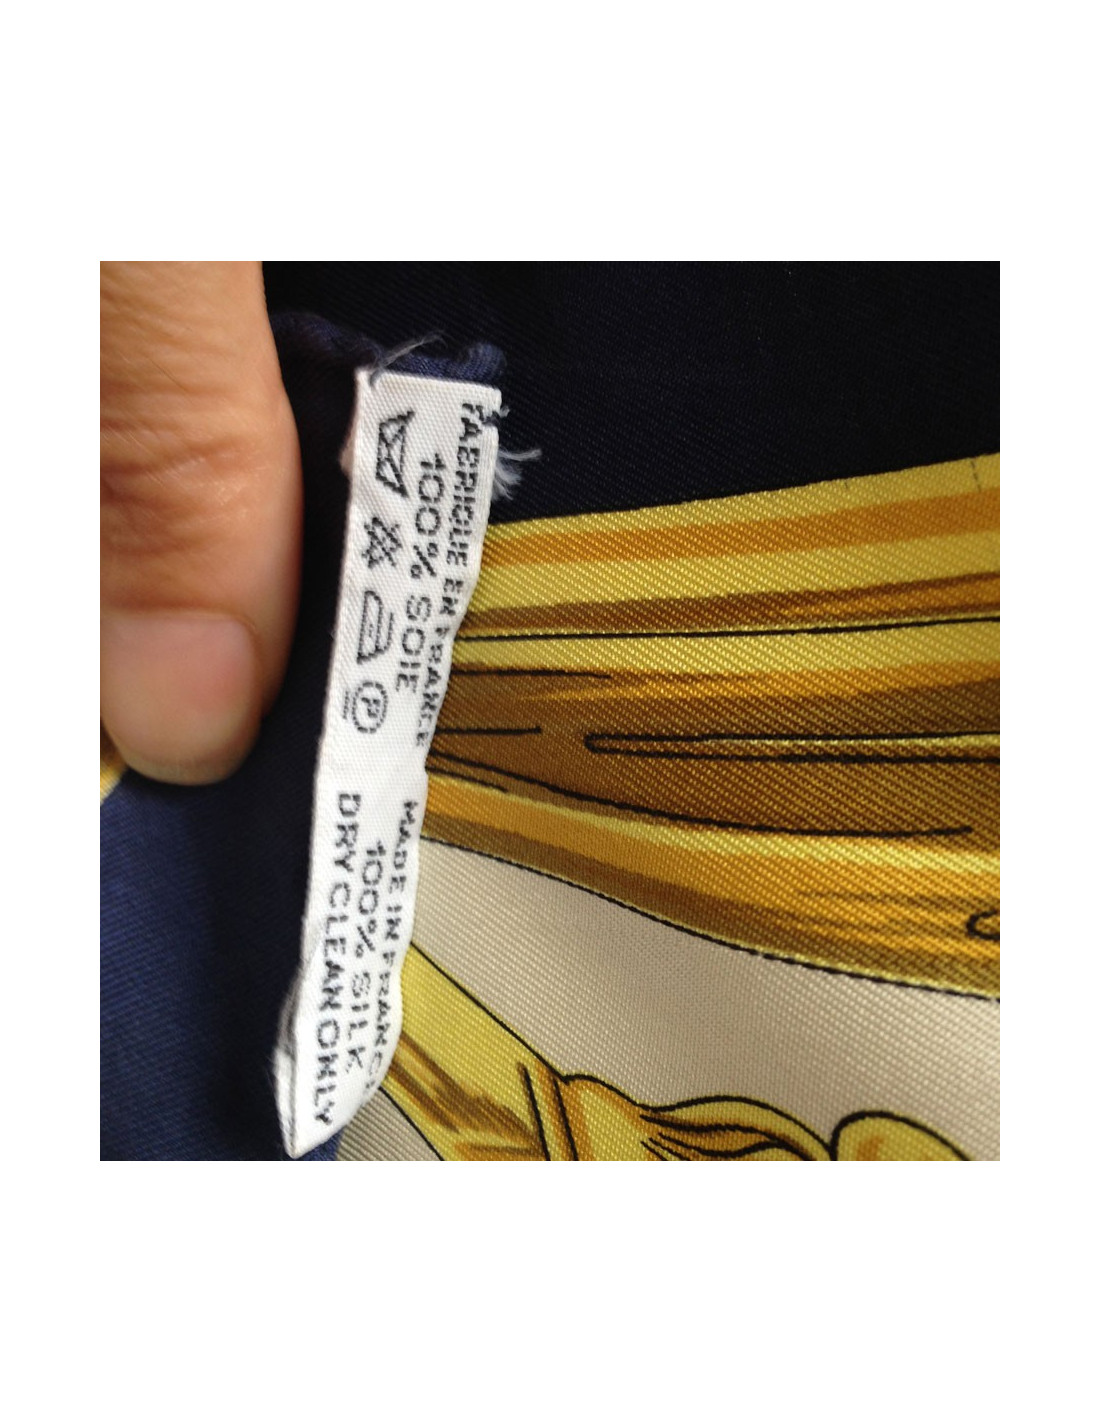 FABRIQUE EN FRANCE
100% SOIE
MADE IN FRANCE
100% SILK
DRY CLEAN ONLY